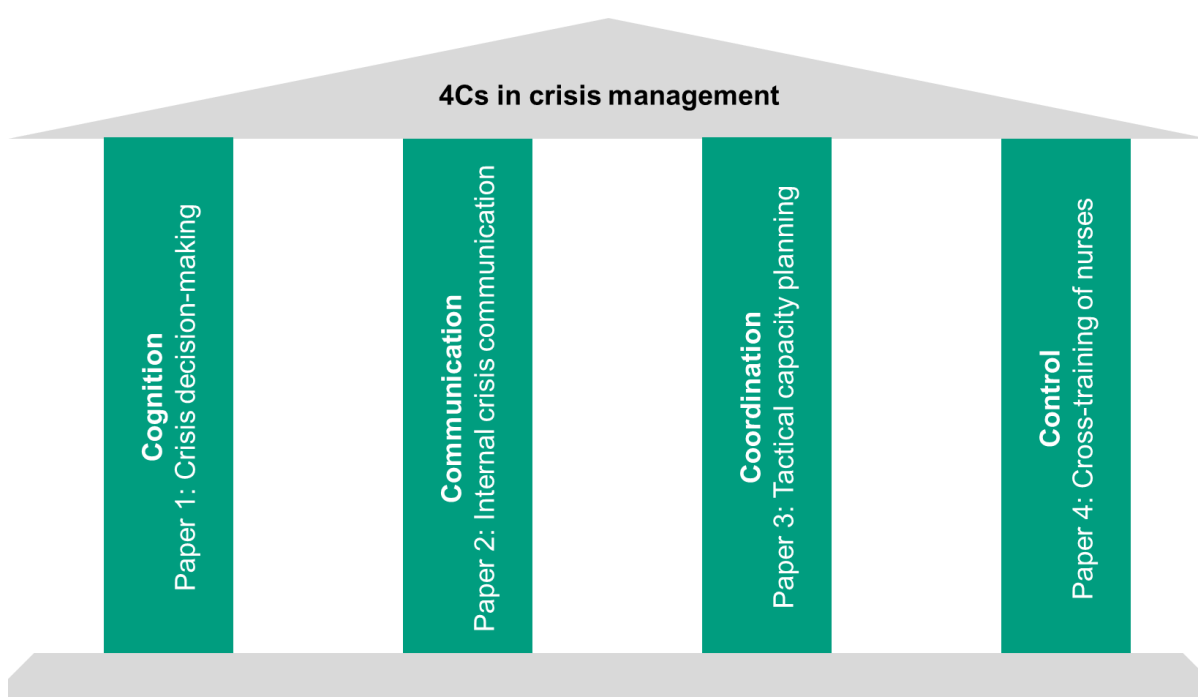 4Cs in crisis management
Cognition
Paper 1: Crisis decision-making
Communication
Paper 2: Internal crisis communication
Coordination
Paper 3: Tactical capacity planning
Control
Paper 4: Cross-training of nurses